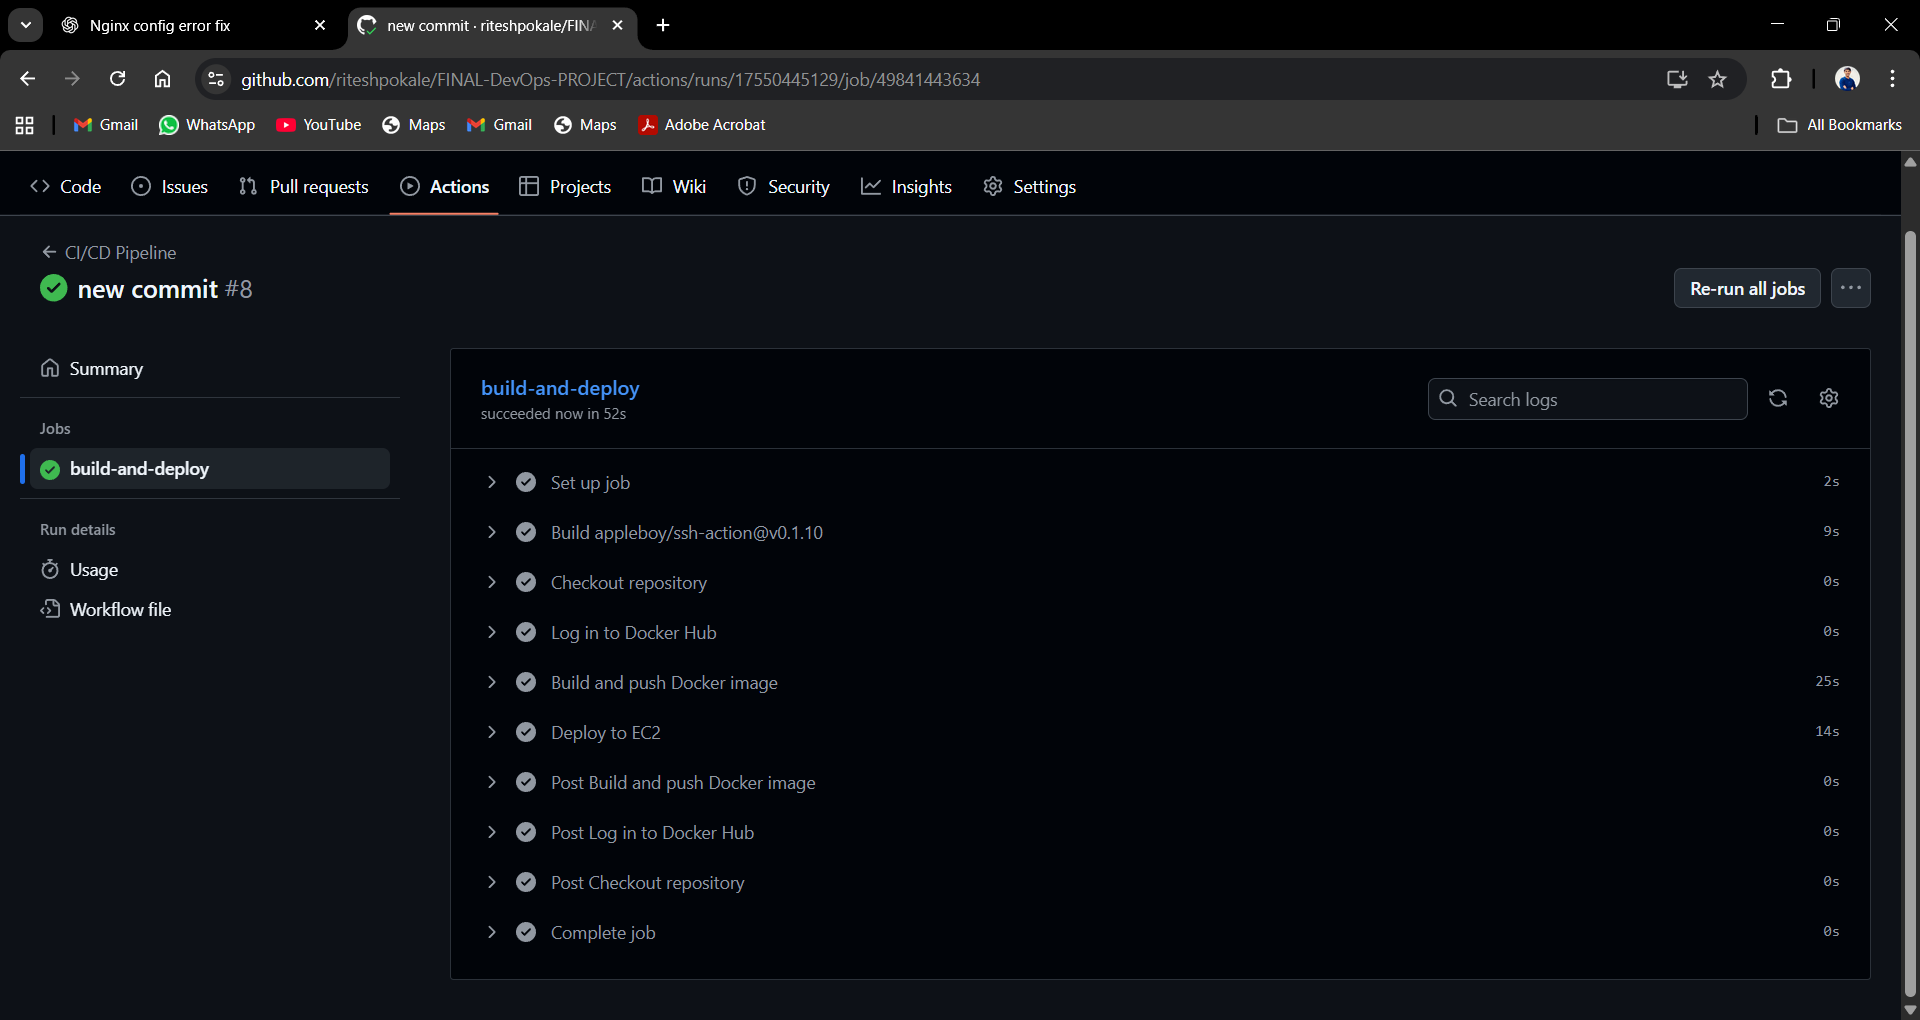 Nginx config error fix
new commit · riteshpokale/FINA
github.com/riteshpokale/FINAL-DevOps-PROJECT/actions/runs/17550445129/job/49841443634
Gmail
WhatsApp
YouTube
Maps
Gmail
Maps
Adobe Acrobat
All Bookmarks
Code
Issues
Pull requests
Actions
Projects
Wiki
Security
Insights
Settings
CI/CD Pipeline
new commit #8
Re-run all jobs
Summary
Jobs
build-and-deploy
Run details
Usage
Workflow file
build-and-deploy
succeeded now in 52s
Search logs
Set up job 2s
Build appleboy/ssh-action@v0.1.10 9s
Checkout repository 0s
Log in to Docker Hub 0s
Build and push Docker image 25s
Deploy to EC2 14s
Post Build and push Docker image 0s
Post Log in to Docker Hub 0s
Post Checkout repository 0s
Complete job 0s